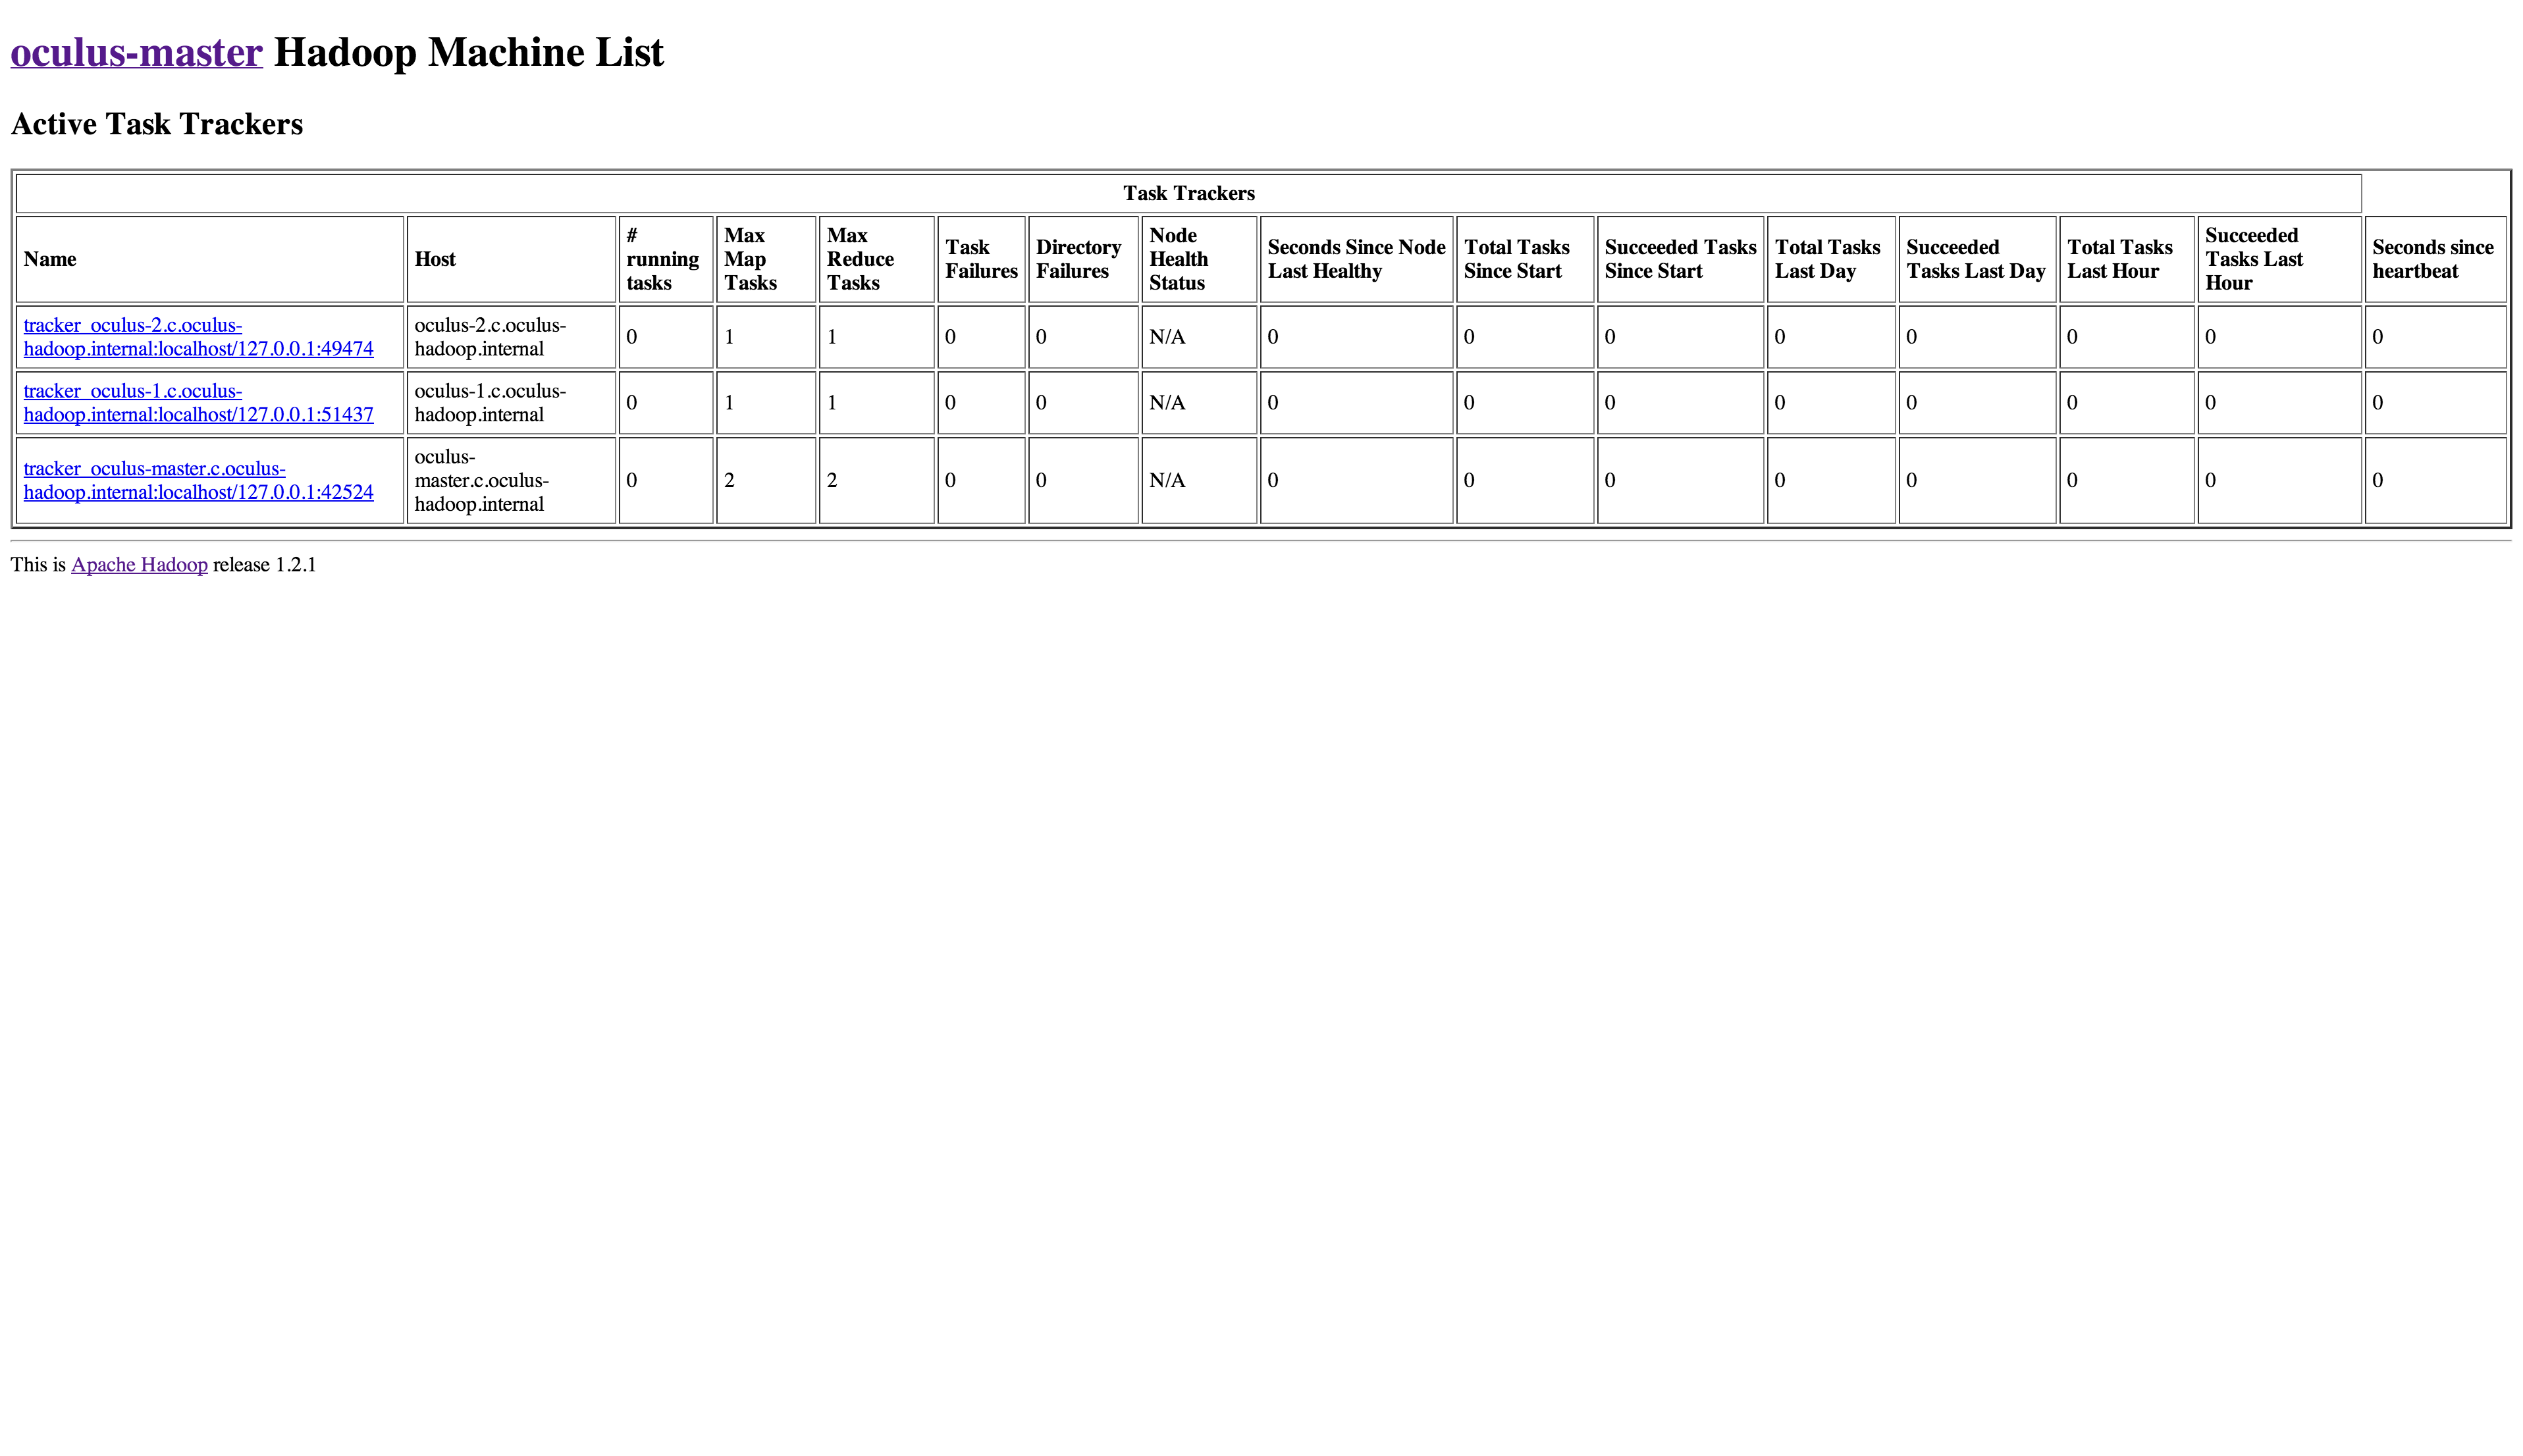 oculus-master Hadoop Machine List
Active Task Trackers
Task Trackers
Name Host # running tasks Max Map Tasks Max Reduce Tasks Task Failures Directory Failures Node Health Status Seconds Since Node Last Healthy Total Tasks Since Start Succeeded Tasks Since Start Total Tasks Last Day Succeeded Tasks Last Day Total Tasks Last Hour Succeeded Tasks Last Hour Seconds since heartbeat
tracker_oculus-2.c.oculus-hadoop.internal:localhost/127.0.0.1:49474 oculus-2.c.oculus-hadoop.internal 0 1 1 0 0 N/A 0 0 0 0 0 0 0 0
tracker_oculus-1.c.oculus-hadoop.internal:localhost/127.0.0.1:51437 oculus-1.c.oculus-hadoop.internal 0 1 1 0 0 N/A 0 0 0 0 0 0 0 0
tracker_oculus-master.c.oculus-hadoop.internal:localhost/127.0.0.1:42524 oculus-master.c.oculus-hadoop.internal 0 2 2 0 0 N/A 0 0 0 0 0 0 0 0
This is Apache Hadoop release 1.2.1